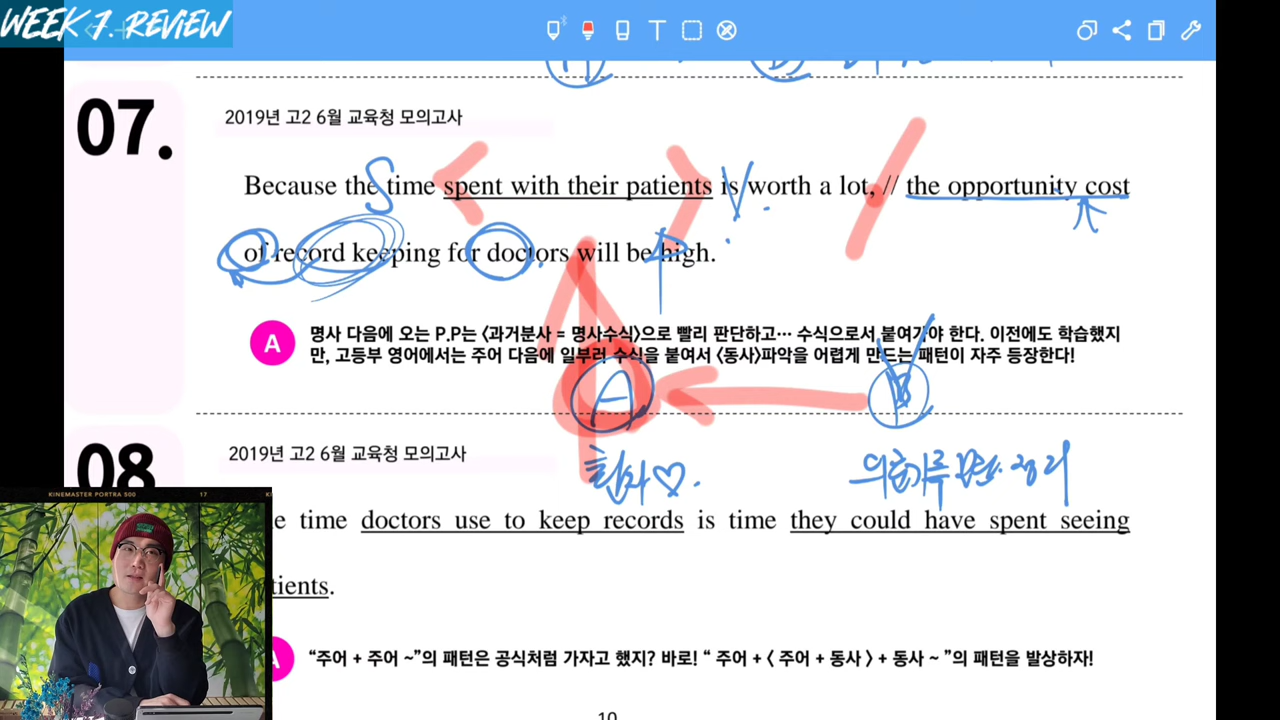 WEEK 7. REVIEW
T
07.
2019년 고2 6월 교육청 모의고사
Because the time spent with their patients is worth a lot, // the opportunity cost
of record keeping for doctors will be high.
S
V
A 명사 다음에 오는 P.P는 <과거분사 = 명사수식>으로 빨리 판단하고… 수식으로서 붙여가야 한다. 이전에도 학습했지
만, 고등부 영어에서는 주어 다음에 일부러 수식을 붙여서 <동사>파악을 어렵게 만드는 패턴이 자주 등장한다!
A
B
환자♡.
08
2019년 고2 6월 교육청 모의고사
time doctors use to keep records is time they could have spent seeing
KINEMASTER PORTRA 500
17
"주어 + 주어 ~"의 패턴은 공식처럼 가자고 했지? 바로! " 주어 + < 주어 + 동사 > + 동사 ~ "의 패턴을 발상하자!
10